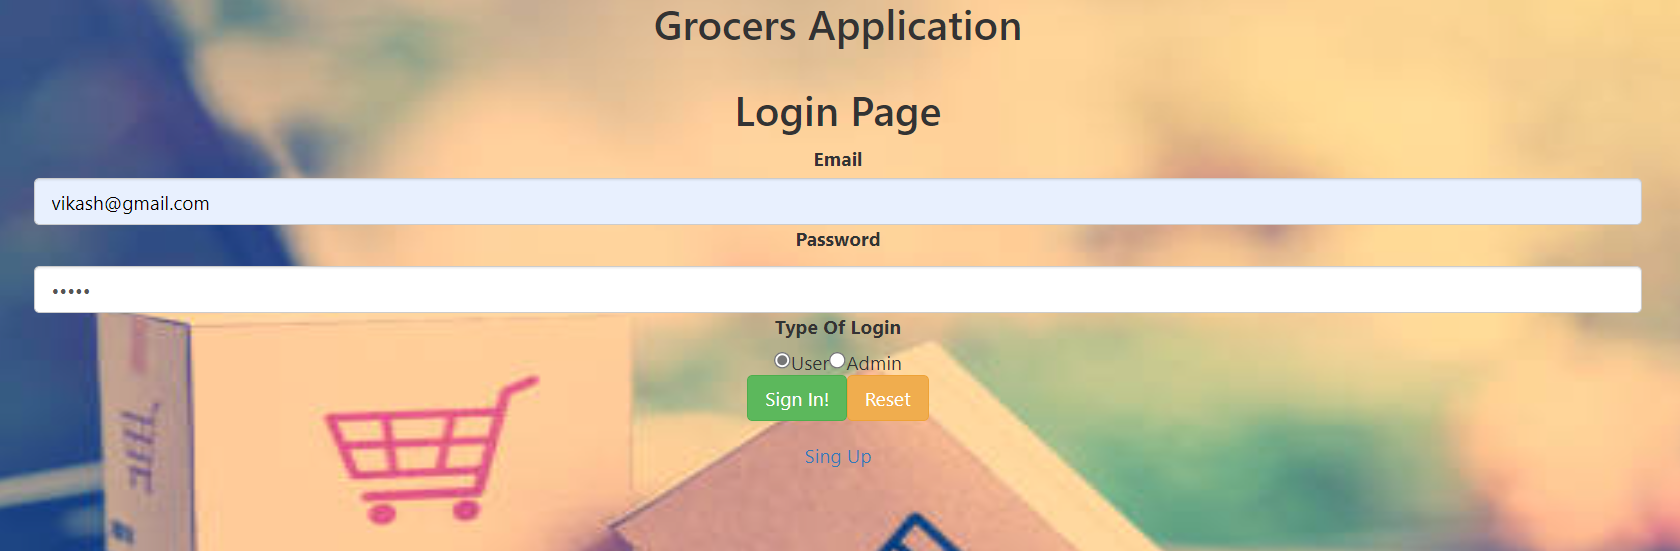 Grocers Application
Login Page
Email
vikash@gmail.com
Password
•••••
Type Of Login
User Admin
Sign In! Reset
Sing Up